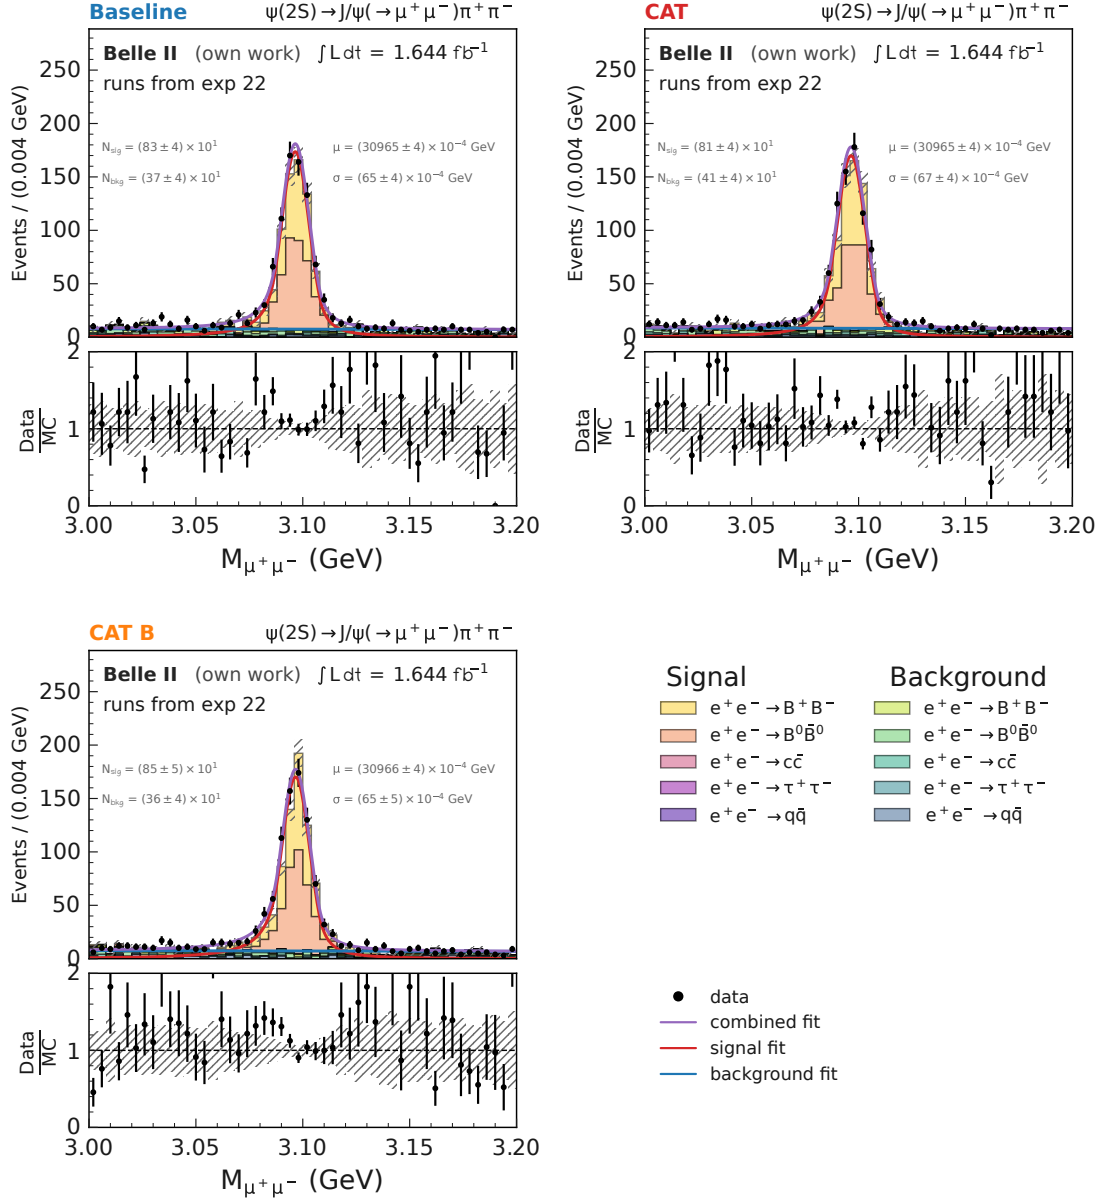 Baseline
ψ(2S) → J/ψ(→ μ⁺μ⁻)π⁺π⁻
Belle II (own work) ∫L dt = 1.644 fb⁻¹
runs from exp 22
N_sig = (83 ± 4) × 10¹
μ = (30965 ± 4) × 10⁻⁴ GeV
N_bkg = (37 ± 4) × 10¹
σ = (65 ± 4) × 10⁻⁴ GeV
Events / (0.004 GeV)
250
200
150
100
50
0
2
1
0
Data
MC
3.00 3.05 3.10 3.15 3.20
M_μ⁺μ⁻ (GeV)
CAT
ψ(2S) → J/ψ(→ μ⁺μ⁻)π⁺π⁻
Belle II (own work) ∫L dt = 1.644 fb⁻¹
runs from exp 22
N_sig = (81 ± 4) × 10¹
μ = (30965 ± 4) × 10⁻⁴ GeV
N_bkg = (41 ± 4) × 10¹
σ = (67 ± 4) × 10⁻⁴ GeV
Events / (0.004 GeV)
250
200
150
100
50
0
2
1
0
Data
MC
3.00 3.05 3.10 3.15 3.20
M_μ⁺μ⁻ (GeV)
CAT B
ψ(2S) → J/ψ(→ μ⁺μ⁻)π⁺π⁻
Belle II (own work) ∫L dt = 1.644 fb⁻¹
runs from exp 22
N_sig = (85 ± 5) × 10¹
μ = (30966 ± 4) × 10⁻⁴ GeV
N_bkg = (36 ± 4) × 10¹
σ = (65 ± 5) × 10⁻⁴ GeV
Events / (0.004 GeV)
250
200
150
100
50
0
2
1
0
Data
MC
3.00 3.05 3.10 3.15 3.20
M_μ⁺μ⁻ (GeV)
Signal
e⁺e⁻ → B⁺B⁻
e⁺e⁻ → B⁰B̄⁰
e⁺e⁻ → cc̄
e⁺e⁻ → τ⁺τ⁻
e⁺e⁻ → qq̄
Background
e⁺e⁻ → B⁺B⁻
e⁺e⁻ → B⁰B̄⁰
e⁺e⁻ → cc̄
e⁺e⁻ → τ⁺τ⁻
e⁺e⁻ → qq̄
data
combined fit
signal fit
background fit